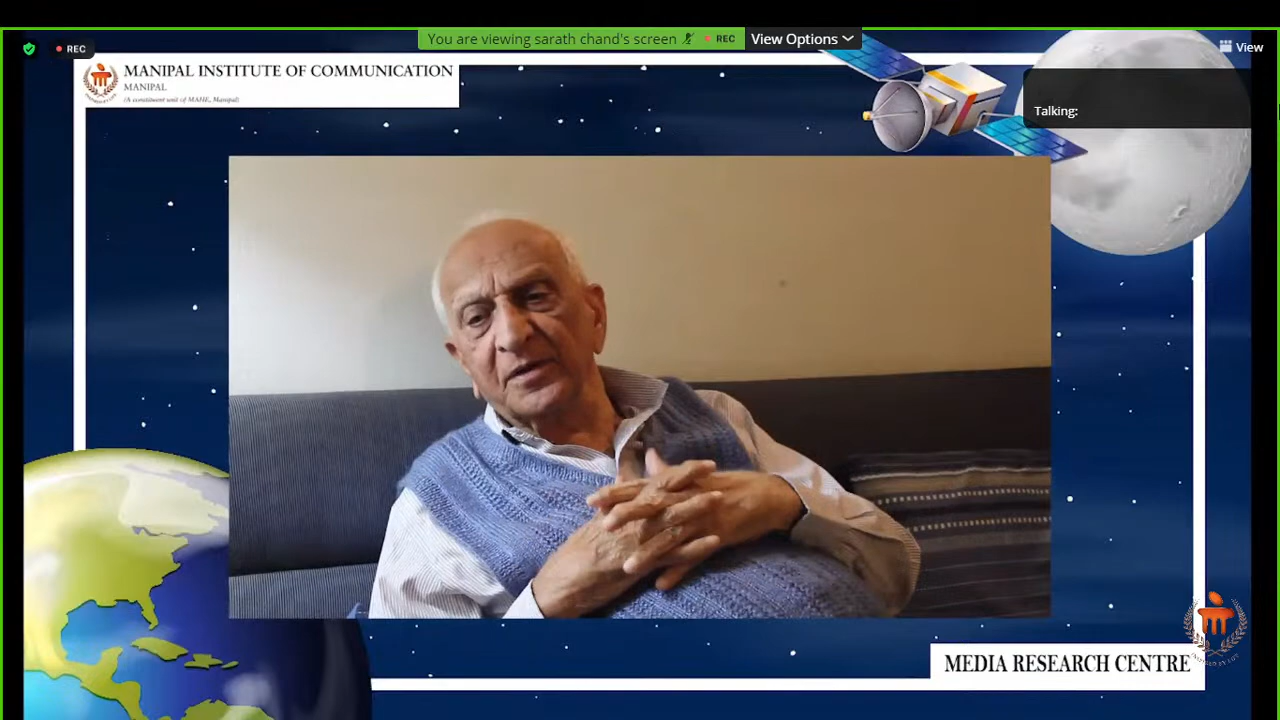 You are viewing sarath chand's screen
REC
View Options
REC
View
MANIPAL INSTITUTE OF COMMUNICATION
MANIPAL
(A constituent unit of MAHE, Manipal)
Talking:
MEDIA RESEARCH CENTRE